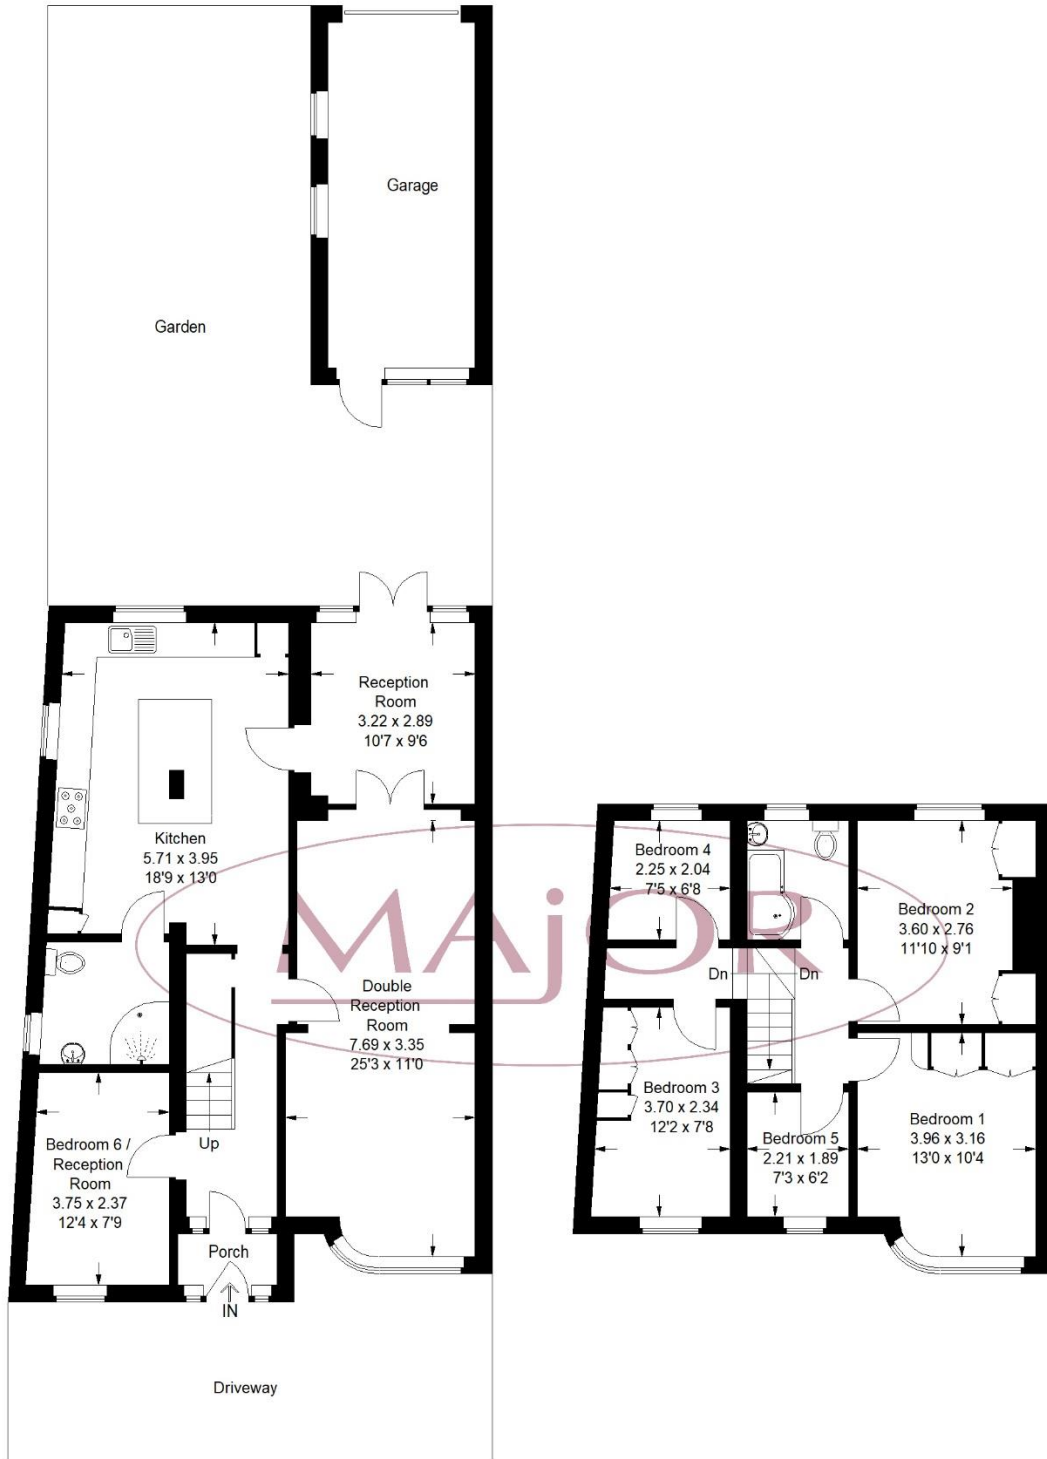 Garage
Garden
Reception
Room
3.22 x 2.89
10'7 x 9'6
Kitchen
5.71 x 3.95
18'9 x 13'0
Double
Reception
Room
7.69 x 3.35
25'3 x 11'0
Up
Bedroom 6 /
Reception
Room
3.75 x 2.37
12'4 x 7'9
Porch
IN
Driveway
Bedroom 4
2.25 x 2.04
7'5 x 6'8
Bedroom 2
3.60 x 2.76
11'10 x 9'1
Dn
Dn
Bedroom 3
3.70 x 2.34
12'2 x 7'8
Bedroom 5
2.21 x 1.89
7'3 x 6'2
Bedroom 1
3.96 x 3.16
13'0 x 10'4
MAjOR